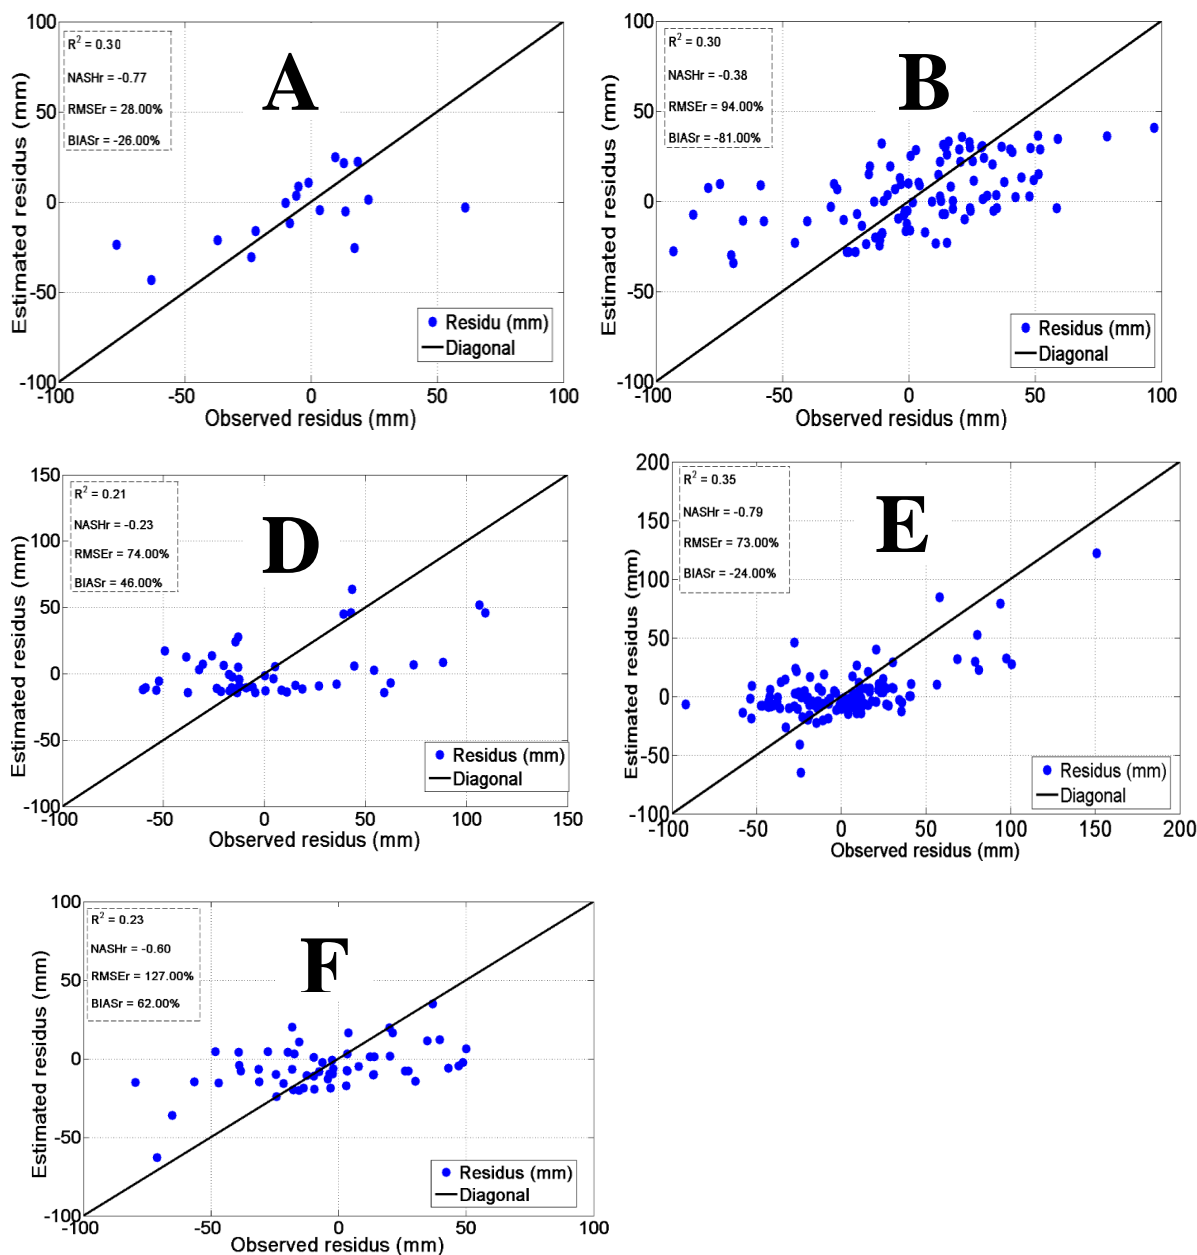 100
50
0
-50
-100
-100
-50
0
50
100
Estimated residus (mm)
Observed residus (mm)
R² = 0.30
NASHr = -0.77
RMSEr = 28.00%
BIASr = -26.00%
A
Residu (mm)
Diagonal
100
50
0
-50
-100
-100
-50
0
50
100
Estimated residus (mm)
Observed residus (mm)
R² = 0.30
NASHr = -0.38
RMSEr = 94.00%
BIASr = -81.00%
B
Residus (mm)
Diagonal
150
100
50
0
-50
-100
-100
-50
0
50
100
150
Estimated residus (mm)
Observed residus (mm)
R² = 0.21
NASHr = -0.23
RMSEr = 74.00%
BIASr = 46.00%
D
Residus (mm)
Diagonal
200
150
100
50
0
-50
-100
-100
-50
0
50
100
150
200
Estimated residus (mm)
Observed residus (mm)
R² = 0.35
NASHr = -0.79
RMSEr = 73.00%
BIASr = -24.00%
E
Residus (mm)
Diagonal
100
50
0
-50
-100
-100
-50
0
50
100
Estimated residus (mm)
Observed residus (mm)
R² = 0.23
NASHr = -0.60
RMSEr = 127.00%
BIASr = 62.00%
F
Residus (mm)
Diagonal